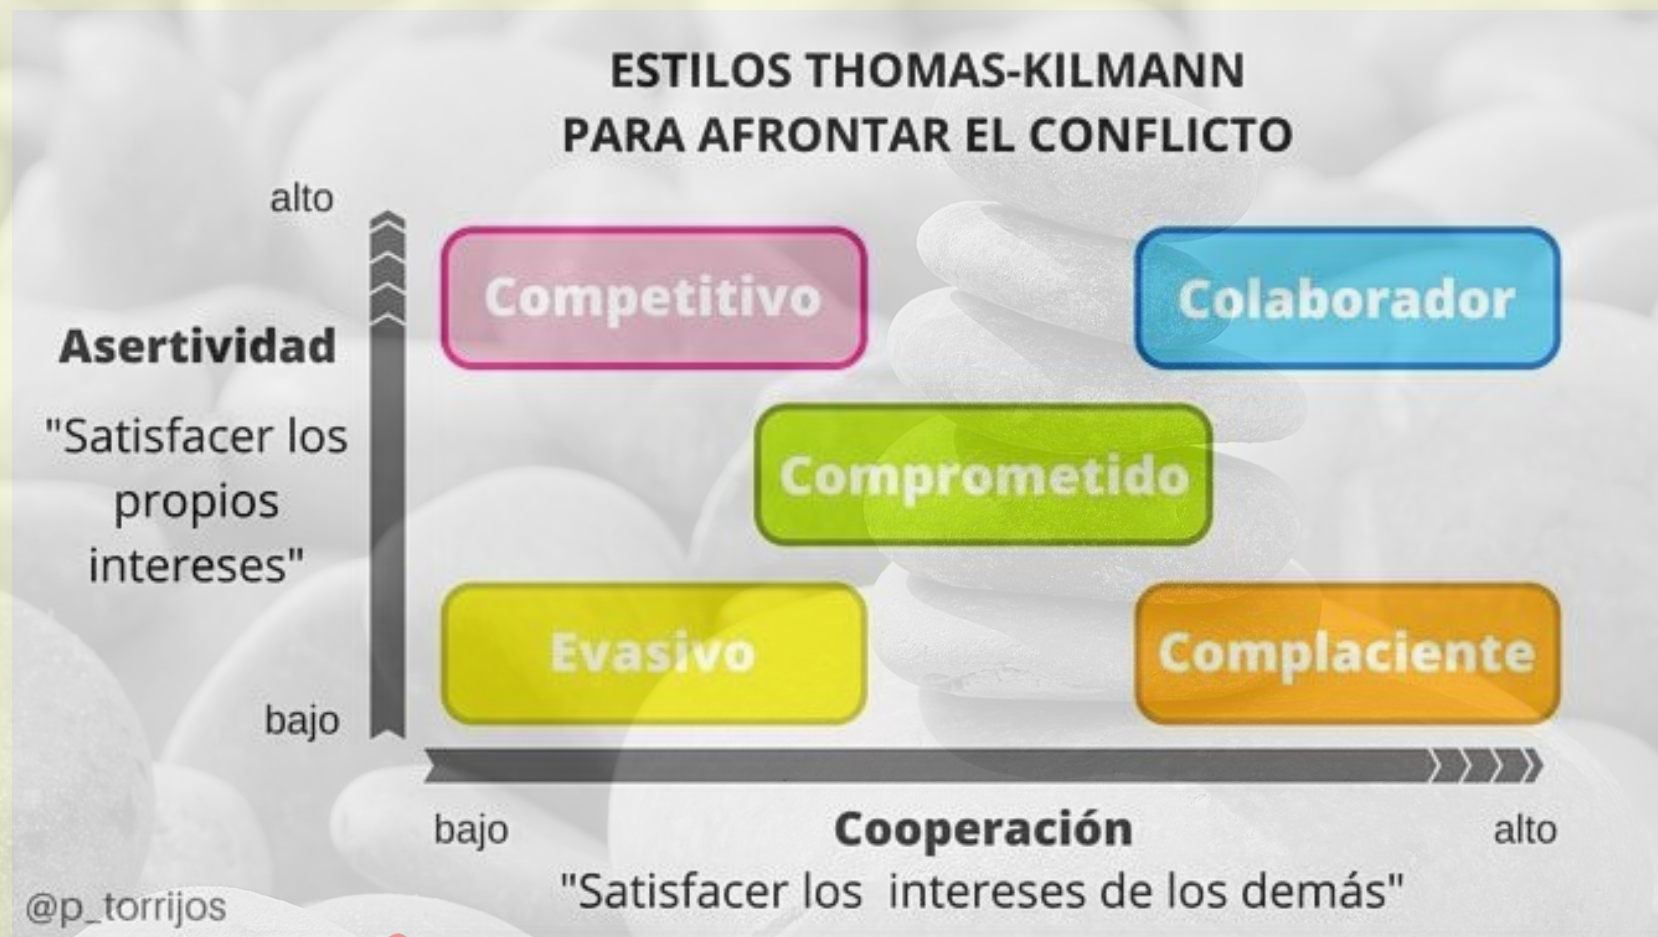 ESTILOS THOMAS-KILMANN
PARA AFRONTAR EL CONFLICTO
alto
Competitivo
Colaborador
Asertividad
"Satisfacer los
propios
intereses"
Comprometido
Evasivo
Complaciente
bajo
bajo
Cooperación
alto
"Satisfacer los  intereses de los demás"
@p_torrijos